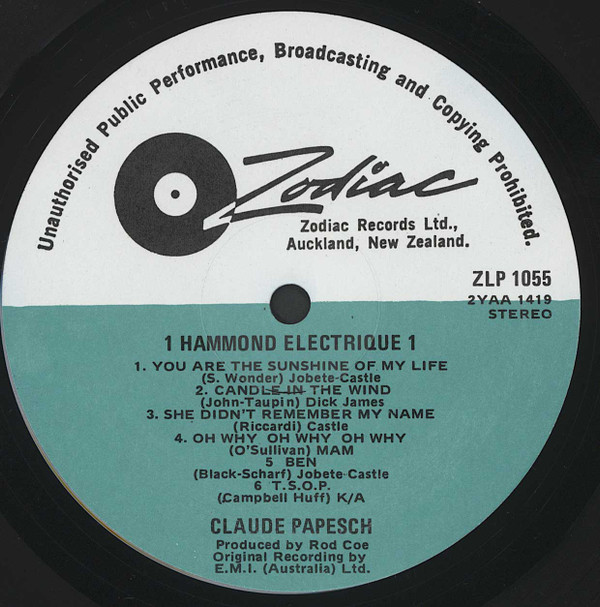 Unauthorised Public Performance, Broadcasting and Copying Prohibited.
Zodiac
Zodiac Records Ltd.,
Auckland, New Zealand.
ZLP 1055
2YAA 1419
STEREO
1 HAMMOND ELECTRIQUE 1
1. YOU ARE THE SUNSHINE OF MY LIFE
(S. Wonder) Jobete-Castle
2. CANDLE IN THE WIND
(John-Taupin) Dick James
3. SHE DIDN'T REMEMBER MY NAME
(Riccardi) Castle
4. OH WHY OH WHY OH WHY
(O'Sullivan) MAM
5 BEN
(Black-Scharf) Jobete-Castle
6 T.S.O.P.
(Campbell Huff) K/A
CLAUDE PAPESCH
Produced by Rod Coe
Original Recording by
E.M.I. (Australia) Ltd.